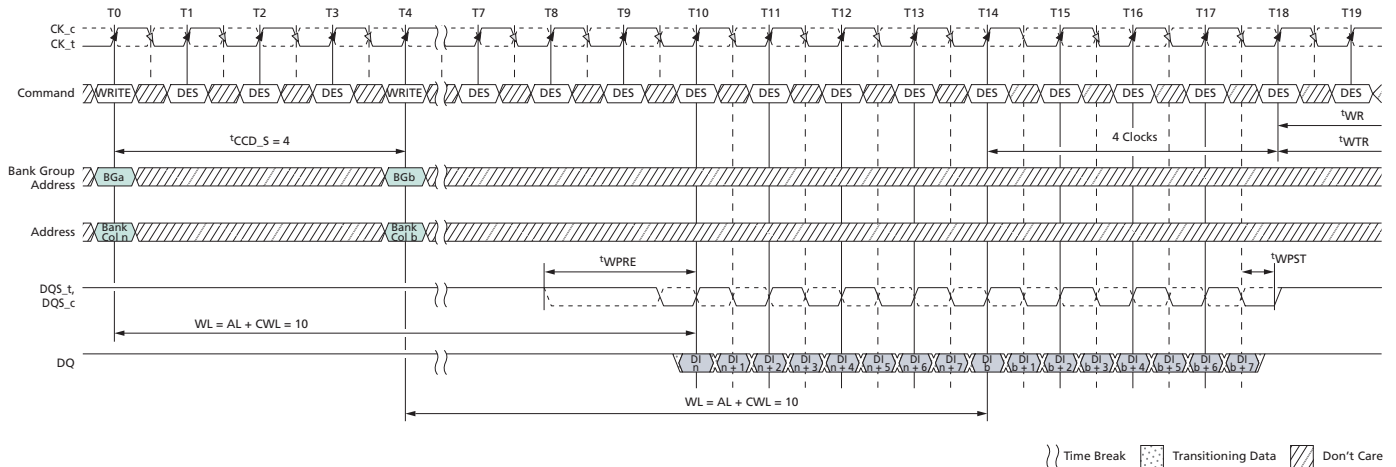 T0 T1 T2 T3 T4 T7 T8 T9 T10 T11 T12 T13 T14 T15 T16 T17 T18 T19
CK_c
CK_t
Command WRITE DES DES DES WRITE DES DES DES DES DES DES DES DES DES DES DES DES DES
tWR
tCCD_S = 4 4 Clocks tWTR
Bank Group
Address BGa BGb
Address Bank
Col n Bank
Col b
tWPRE tWPST
DQS_t,
DQS_c
WL = AL + CWL = 10
DQ DI
n DI
n + 1 DI
n + 2 DI
n + 3 DI
n + 4 DI
n + 5 DI
n + 6 DI
n + 7 DI
b DI
b + 1 DI
b + 2 DI
b + 3 DI
b + 4 DI
b + 5 DI
b + 6 DI
b + 7
WL = AL + CWL = 10
Time Break Transitioning Data Don't Care